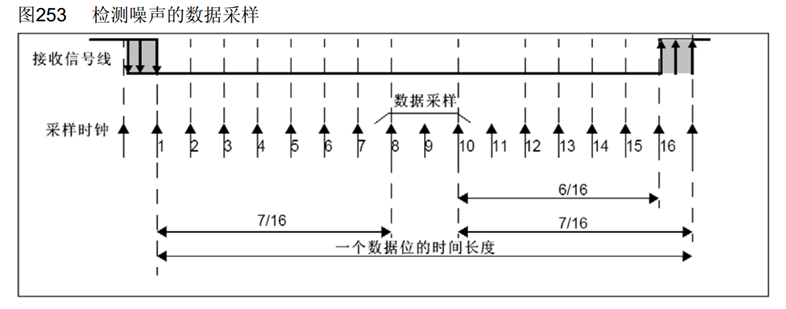 图253 检测噪声的数据采样
接收信号线
数据采样
采样时钟
1 2 3 4 5 6 7 8 9 10 11 12 13 14 15 16
6/16
7/16 7/16
一个数据位的时间长度